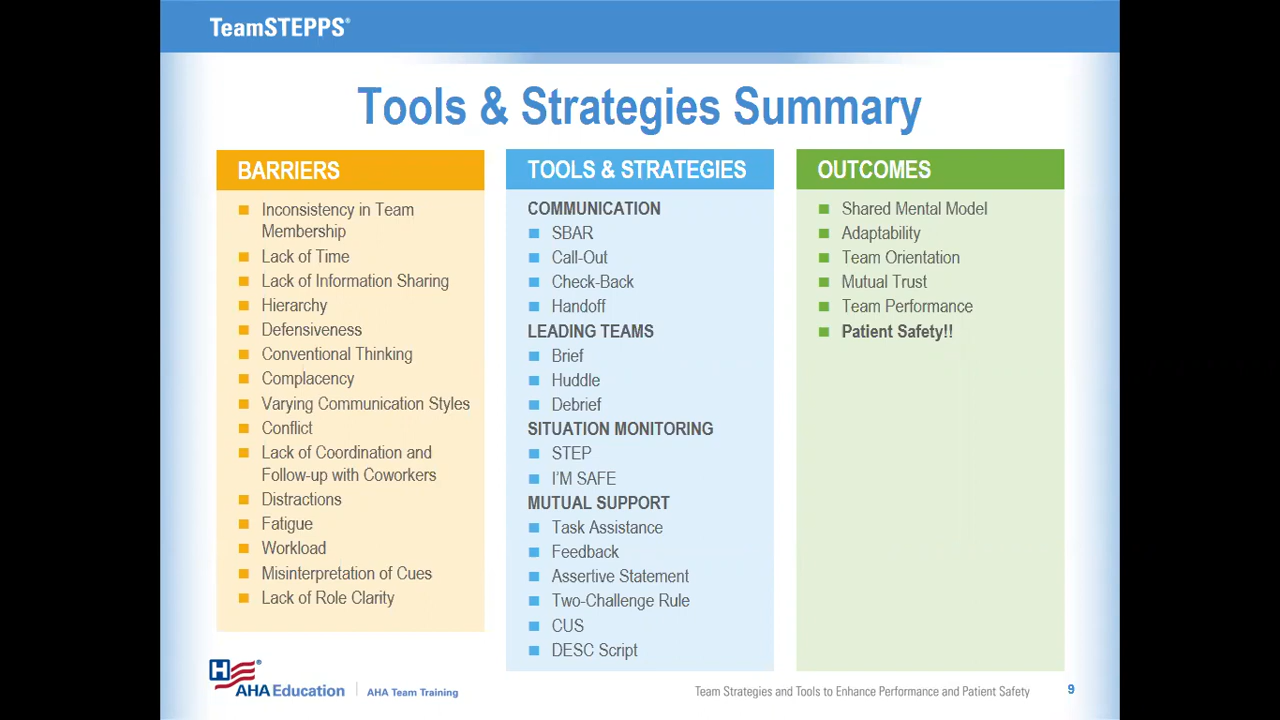 TeamSTEPPS®
Tools & Strategies Summary
BARRIERS
Inconsistency in Team
Membership
Lack of Time
Lack of Information Sharing
Hierarchy
Defensiveness
Conventional Thinking
Complacency
Varying Communication Styles
Conflict
Lack of Coordination and
Follow-up with Coworkers
Distractions
Fatigue
Workload
Misinterpretation of Cues
Lack of Role Clarity
TOOLS & STRATEGIES
COMMUNICATION
SBAR
Call-Out
Check-Back
Handoff
LEADING TEAMS
Brief
Huddle
Debrief
SITUATION MONITORING
STEP
I'M SAFE
MUTUAL SUPPORT
Task Assistance
Feedback
Assertive Statement
Two-Challenge Rule
CUS
DESC Script
OUTCOMES
Shared Mental Model
Adaptability
Team Orientation
Mutual Trust
Team Performance
Patient Safety!!
H®
AHA Education | AHA Team Training
Team Strategies and Tools to Enhance Performance and Patient Safety
9